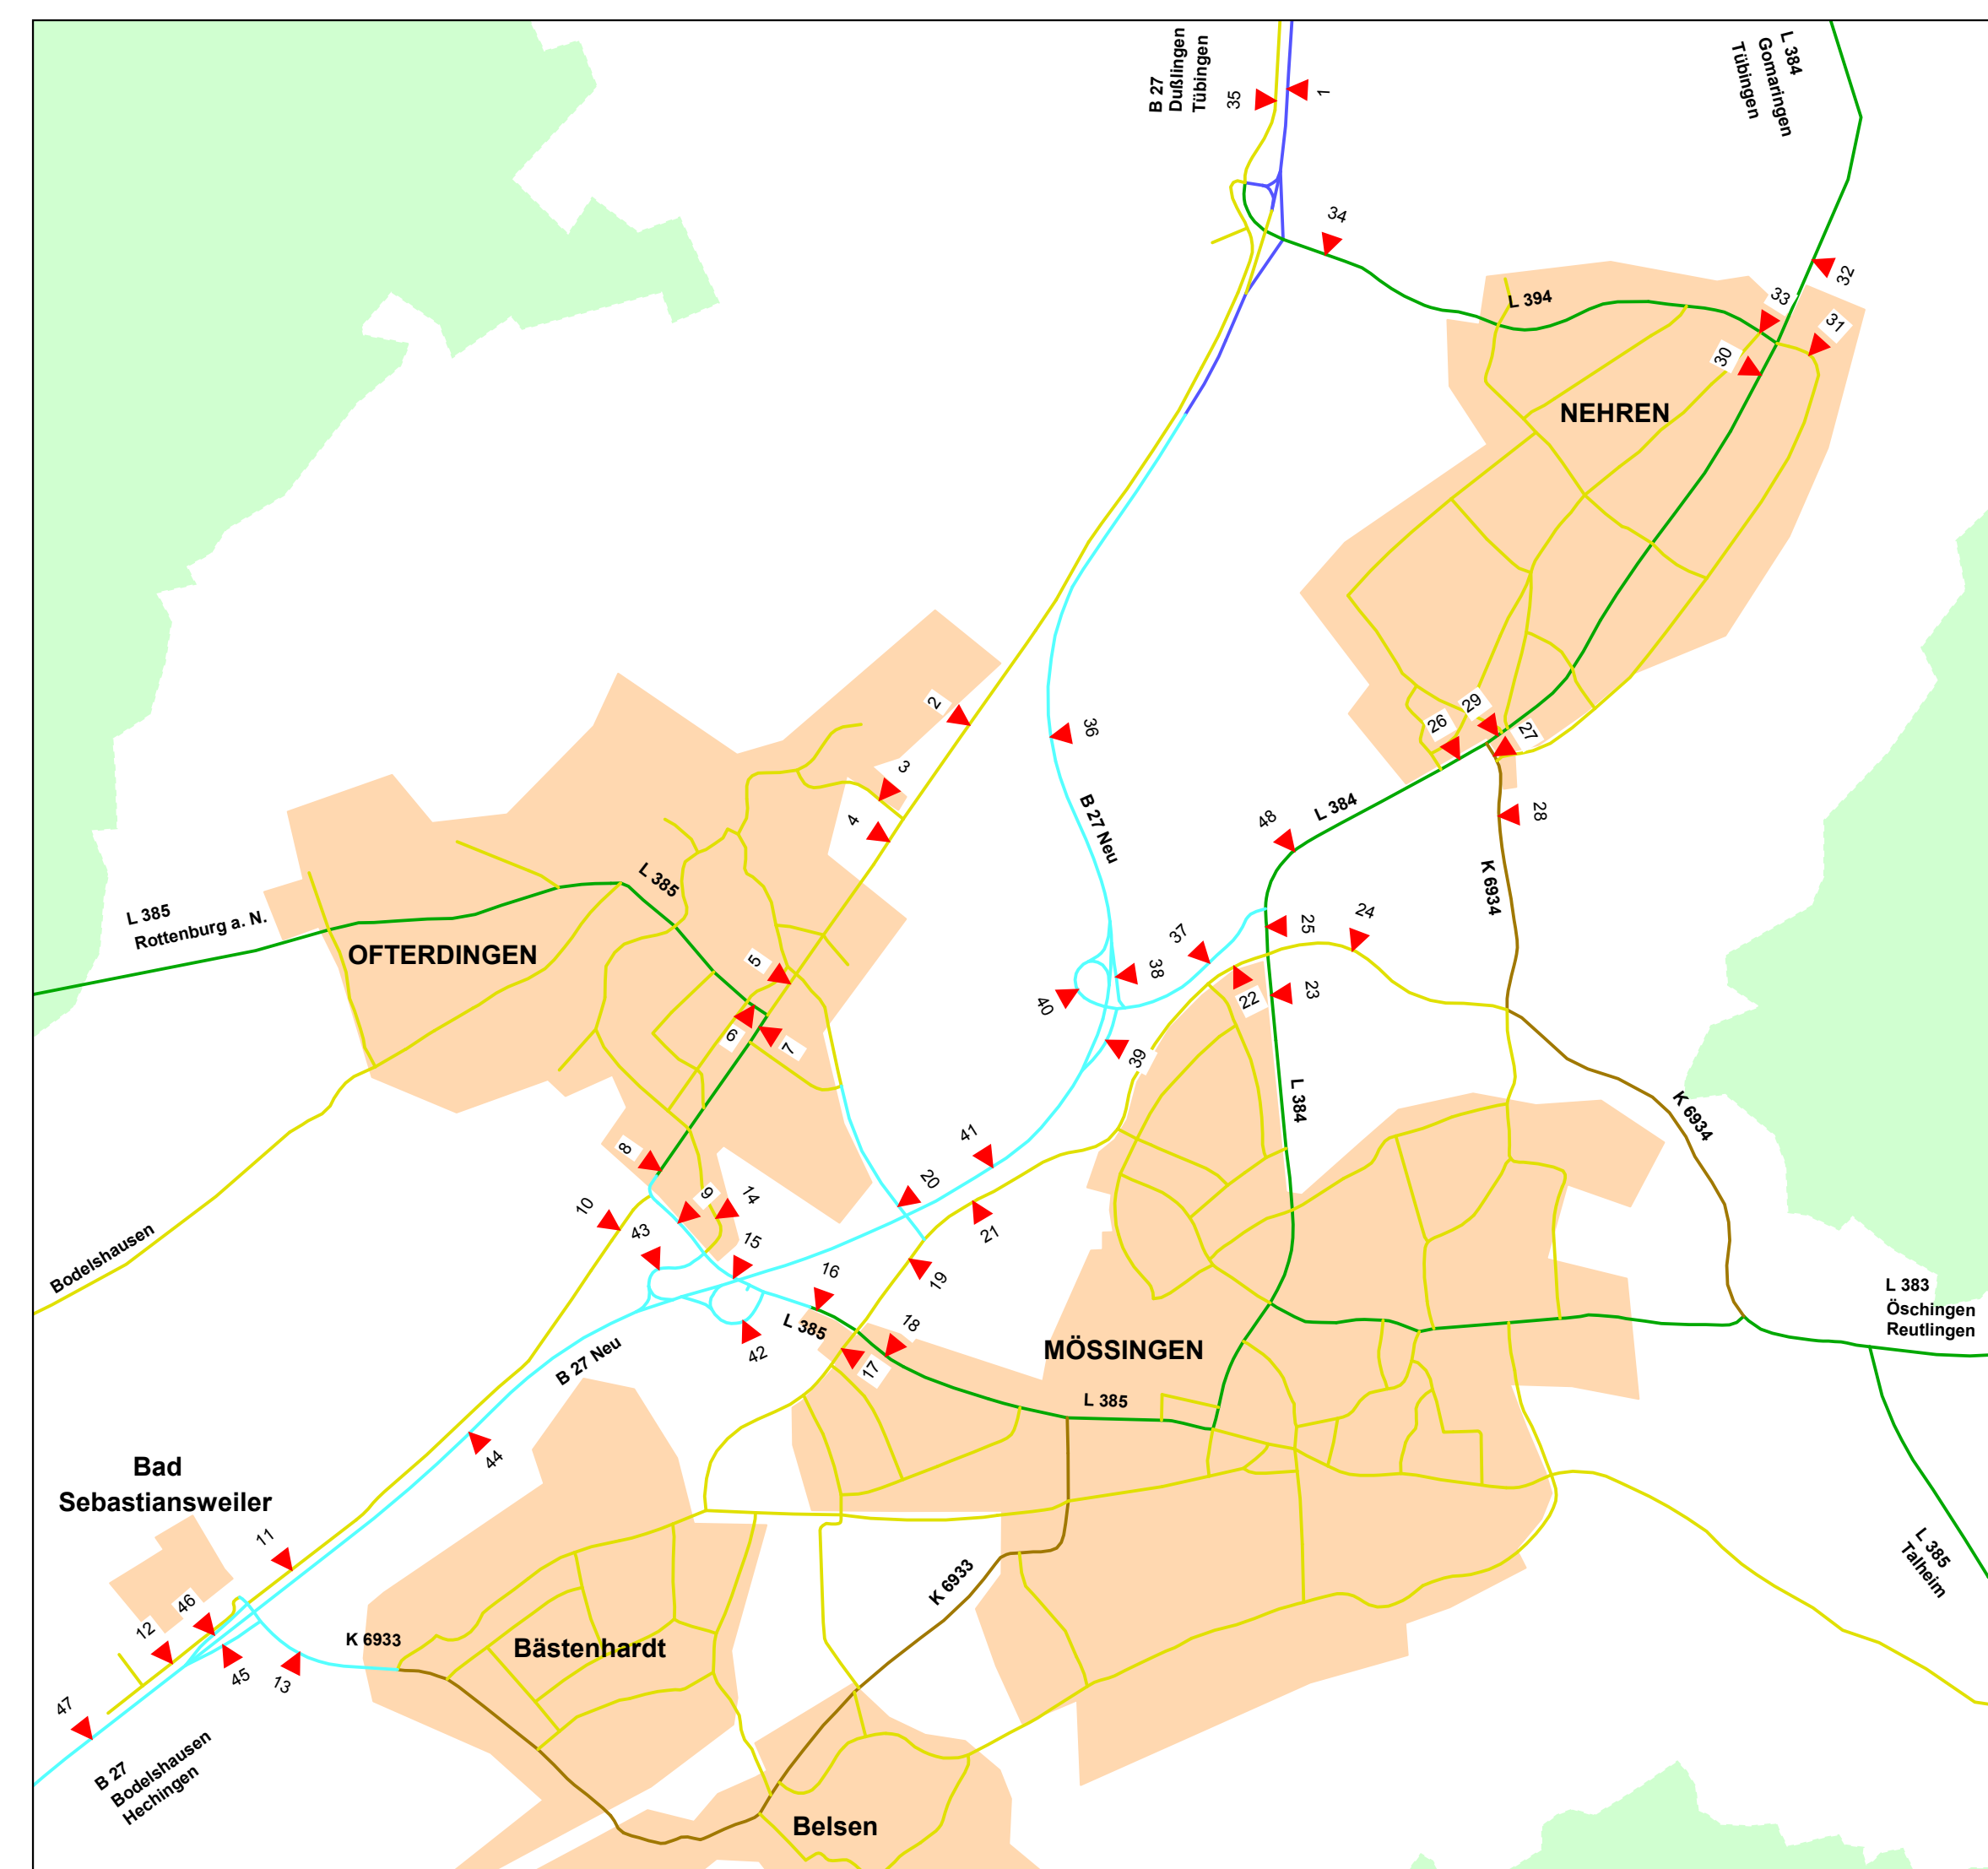 B 27
Dußlingen
Tübingen
35
1
L 384
Gomaringen
Tübingen
34
32
L 394
33
31
30
NEHREN
2
36
29
26
27
3
4
B 27 Neu
48
L 384
28
L 385
K 6934
L 385
Rottenburg a. N.
OFTERDINGEN
24
25
37
5
38
40
22
23
6
7
39
L 384
K 6934
8
41
20
9
14
10
43
15
21
Bodelshausen
16
19
L 383
Öschingen
Reutlingen
L 385
18
42
17
MÖSSINGEN
B 27 Neu
L 385
44
Bad
Sebastiansweiler
11
L 385
Talheim
46
12
K 6933
K 6933
Bästenhardt
45
13
47
B 27
Bodelshausen
Hechingen
Belsen